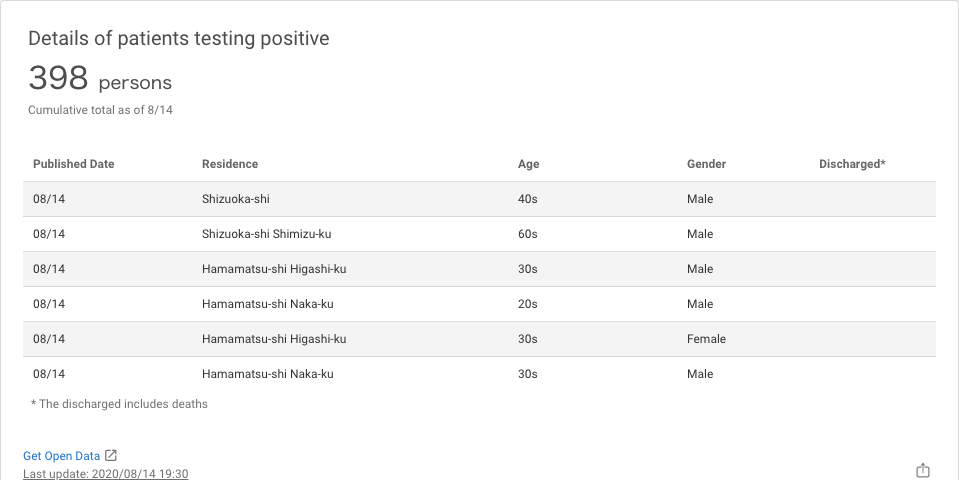 Details of patients testing positive
398 persons
Cumulative total as of 8/14
Published Date Residence Age Gender Discharged*
08/14 Shizuoka-shi 40s Male
08/14 Shizuoka-shi Shimizu-ku 60s Male
08/14 Hamamatsu-shi Higashi-ku 30s Male
08/14 Hamamatsu-shi Naka-ku 20s Male
08/14 Hamamatsu-shi Higashi-ku 30s Female
08/14 Hamamatsu-shi Naka-ku 30s Male
* The discharged includes deaths
Get Open Data
Last update: 2020/08/14 19:30